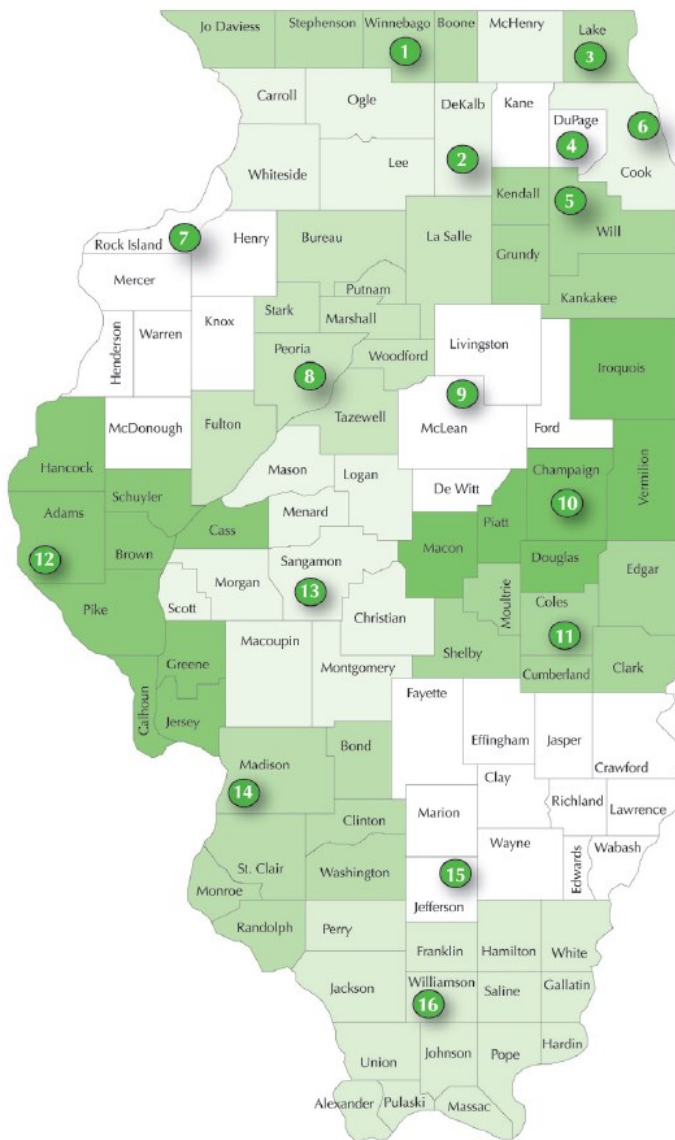 Jo Daviess
Stephenson
Winnebago
Boone
McHenry
Lake
1
3
Carroll
Ogle
DeKalb
Kane
DuPage
6
4
Cook
Whiteside
Lee
2
Kendall
5
Rock Island
7
Henry
Bureau
La Salle
Will
Grundy
Mercer
Putnam
Kankakee
Stark
Marshall
Henderson
Warren
Knox
Peoria
8
Woodford
Livingston
Iroquois
9
McDonough
Fulton
Tazewell
McLean
Ford
Hancock
Mason
Logan
Champaign
Vermilion
Schuyler
De Witt
Adams
Cass
Menard
Piatt
10
12
Brown
Macon
Sangamon
13
Douglas
Edgar
Pike
Scott
Morgan
Christian
Moultrie
Coles
11
Macoupin
Shelby
Greene
Montgomery
Cumberland
Clark
Calhoun
Jersey
Fayette
Effingham
Jasper
Madison
14
Bond
Clay
Crawford
Marion
Richland
Lawrence
Clinton
Wayne
Edwards
Wabash
St. Clair
Washington
15
Monroe
Jefferson
Randolph
Perry
Franklin
Hamilton
White
Jackson
Williamson
16
Saline
Gallatin
Union
Johnson
Pope
Hardin
Alexander
Pulaski
Massac